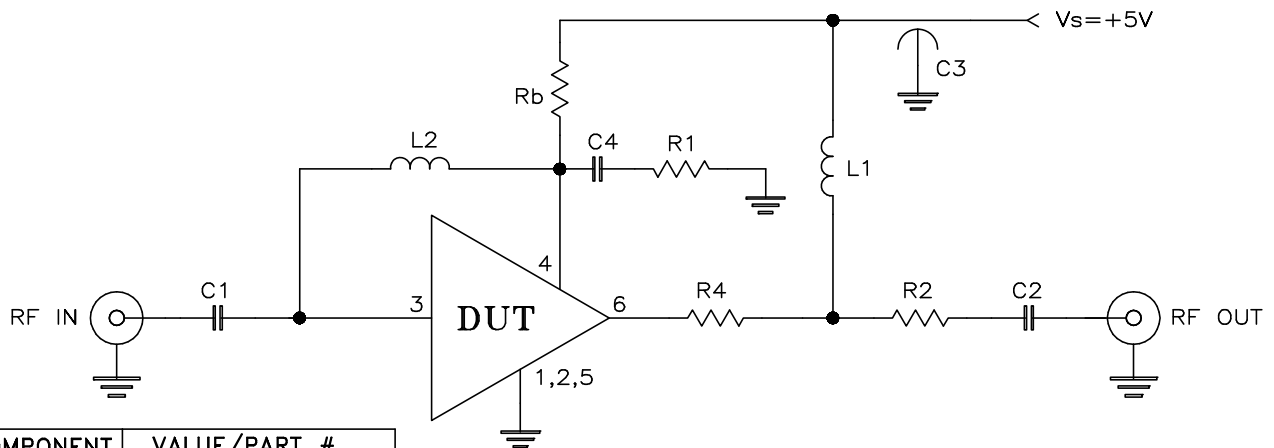 Vs=+5V
C3
Rb
L2
C4
R1
L1
4
RF IN
C1
3
DUT
6
R4
R2
C2
RF OUT
1,2,5
VALUE/PART #